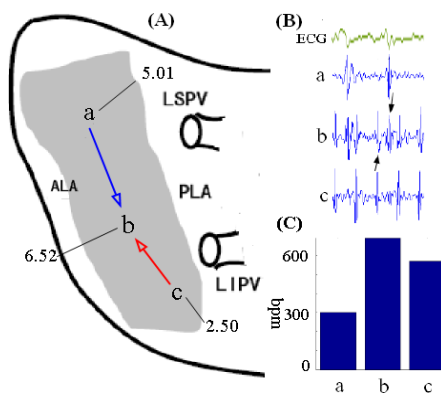 (A)
5.01
a
LSPV
ALA
PLA
b
6.52
c
LIPV
2.50
(B)
ECG
a
b
c
(C)
bpm
600
300
0
a
b
c